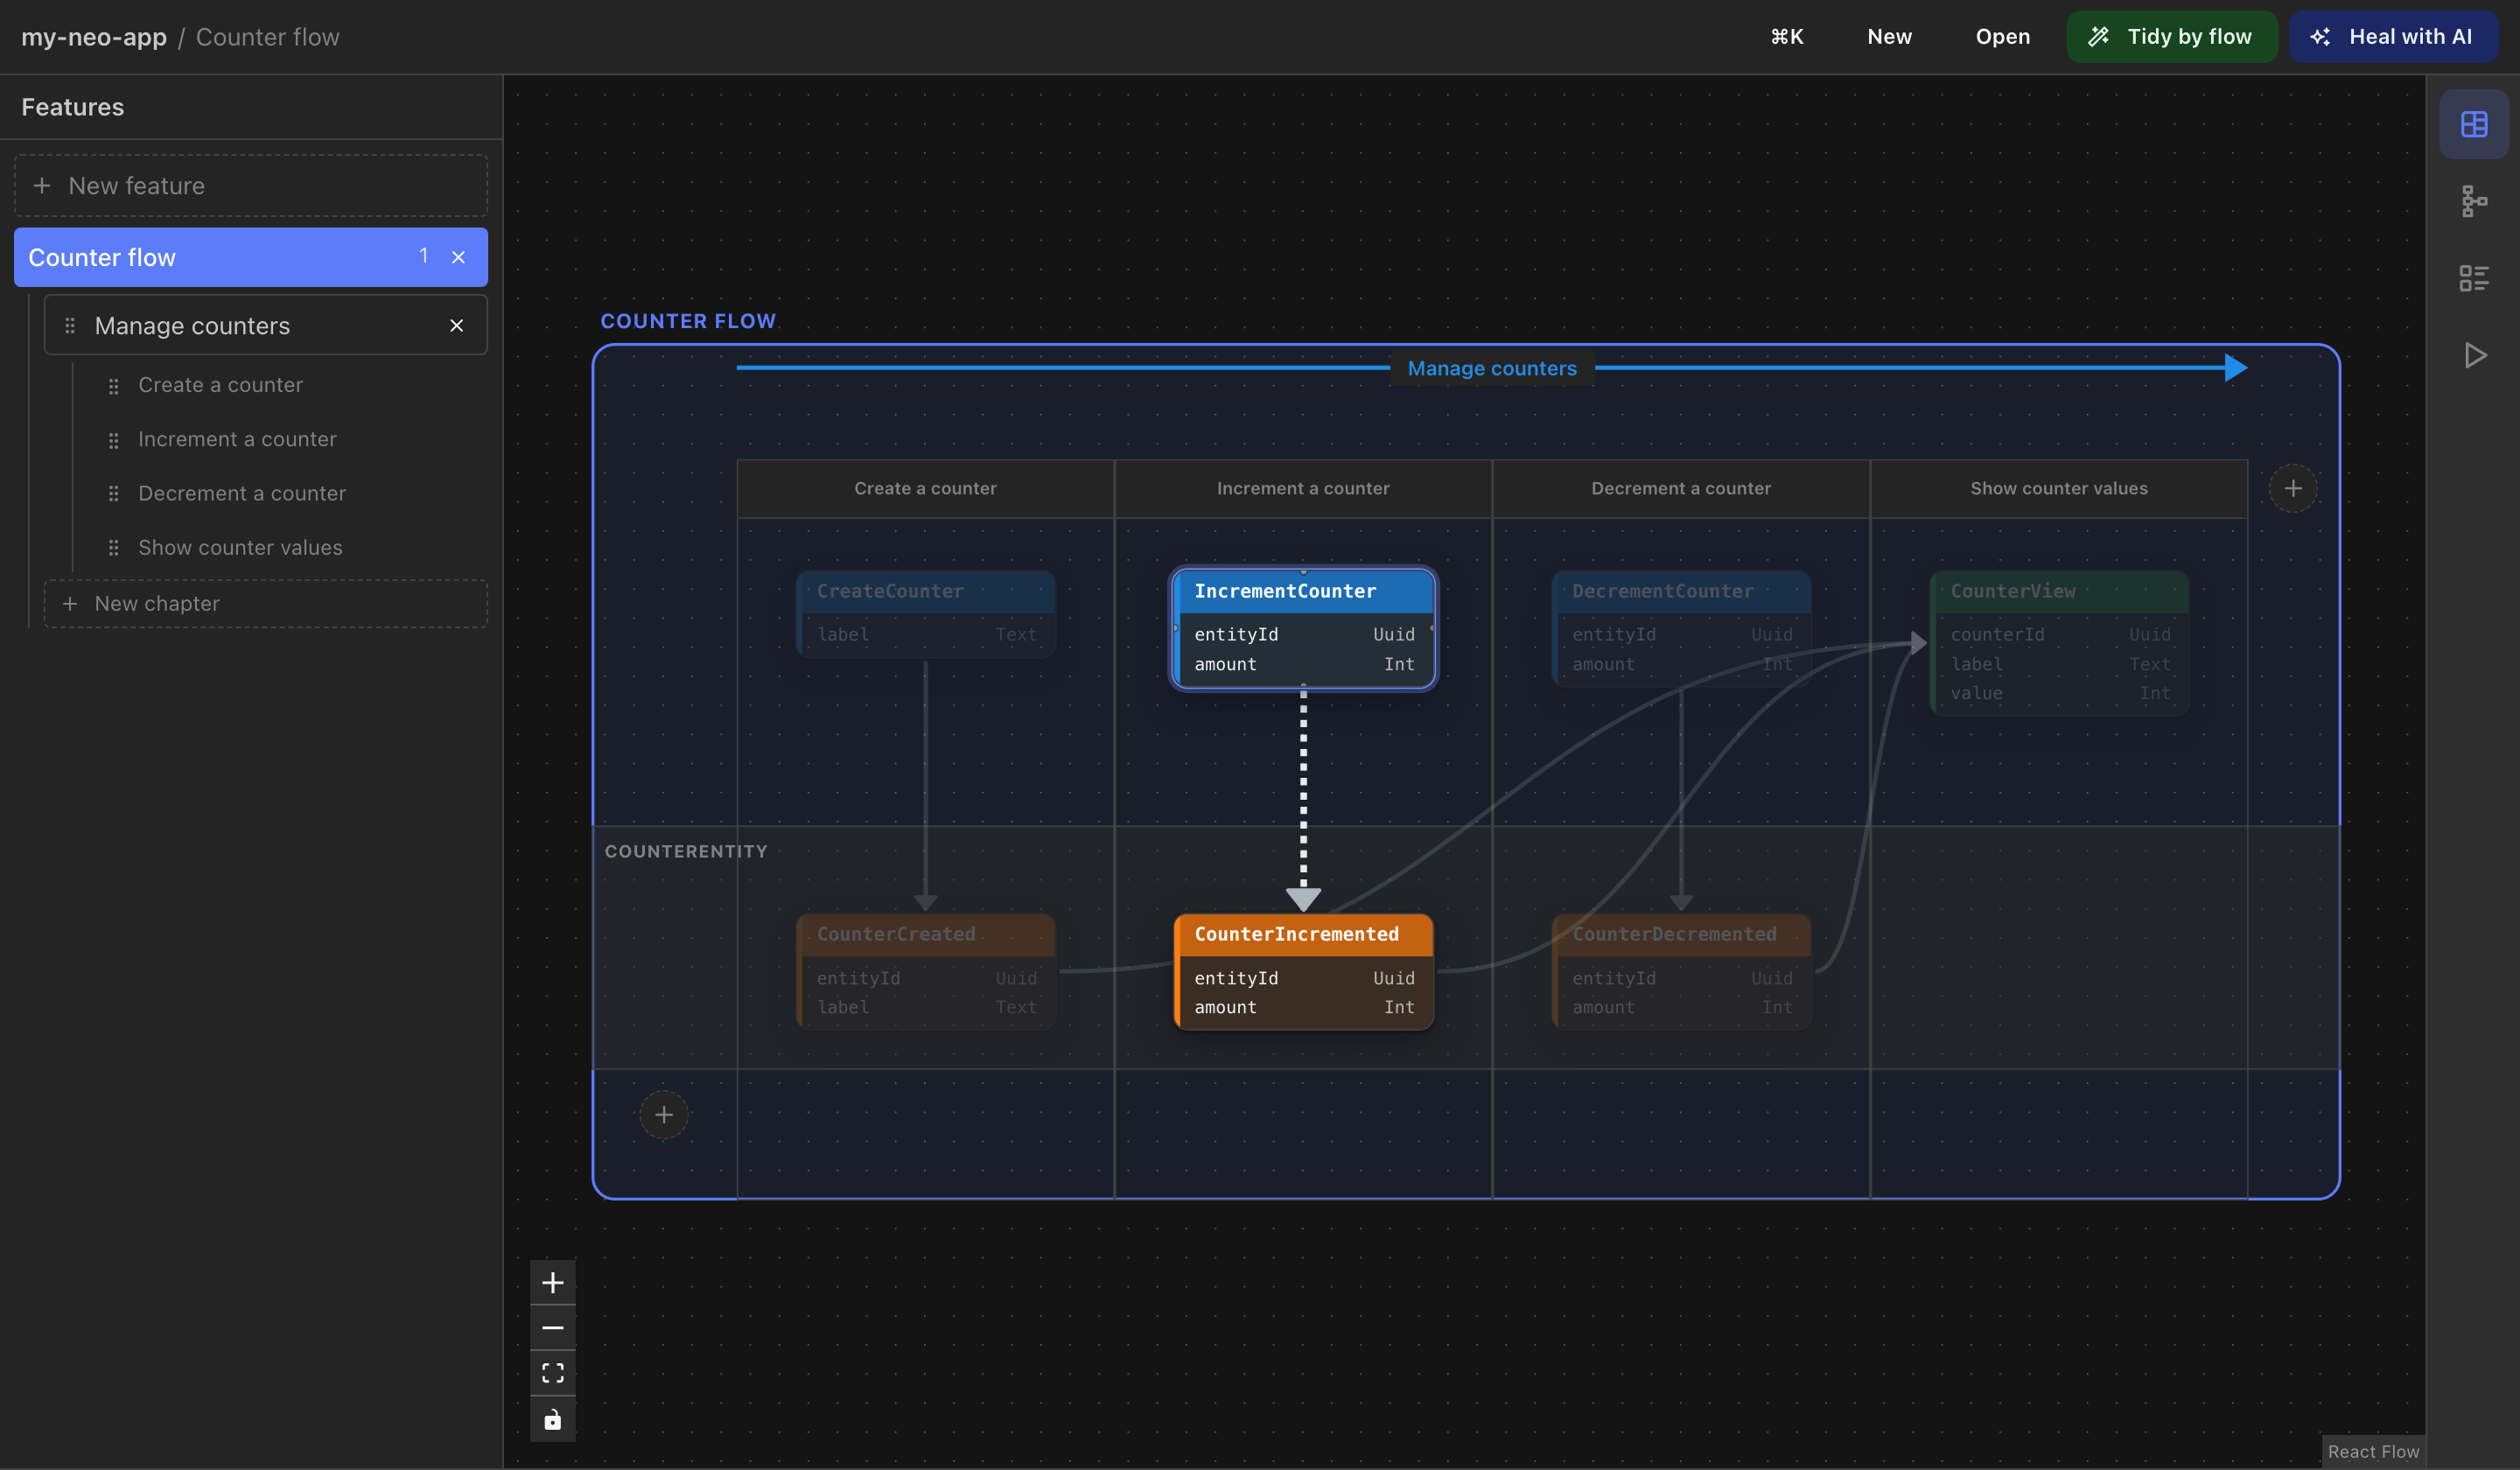 my-neo-app / Counter flow
⌘K New Open Tidy by flow Heal with AI
Features
New feature
Counter flow 1
Manage counters
Create a counter
Increment a counter
Decrement a counter
Show counter values
New chapter
COUNTER FLOW
Manage counters
Create a counter
Increment a counter
Decrement a counter
Show counter values
CreateCounter
label Text
IncrementCounter
entityId Uuid
amount Int
DecrementCounter
entityId Uuid
amount Int
CounterView
counterId Uuid
label Text
value Int
COUNTERENTITY
CounterCreated
entityId Uuid
label Text
CounterIncremented
entityId Uuid
amount Int
CounterDecremented
entityId Uuid
amount Int
React Flow